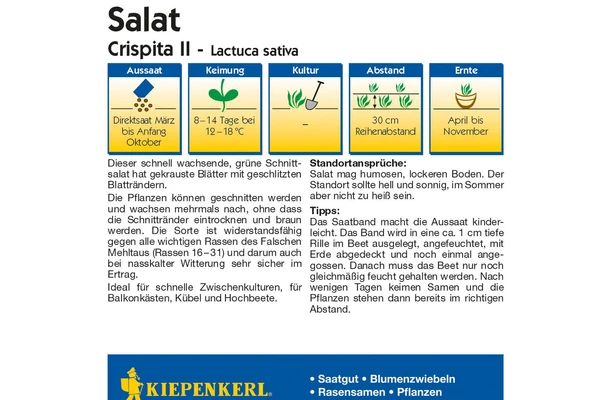 Salat
Crispita II - Lactuca sativa
Aussaat
Direktsaat März
bis Anfang
Oktober
Keimung
8–14 Tage bei
12–18 °C
Kultur
–
Abstand
30 cm
Reihenabstand
Ernte
April bis
November
Dieser schnell wachsende, grüne Schnitt-
salat hat gekrauste Blätter mit geschlitzten
Blatträndern.
Die Pflanzen können geschnitten werden
und wachsen mehrmals nach, ohne dass
die Schnittränder eintrocknen und braun
werden. Die Sorte ist widerstandsfähig
gegen alle wichtigen Rassen des Falschen
Mehltaus (Rassen 16–31) und darum auch
bei nasskalter Witterung sehr sicher im
Ertrag.
Ideal für schnelle Zwischenkulturen, für
Balkonkästen, Kübel und Hochbeete.
Standortansprüche:
Salat mag humosen, lockeren Boden. Der
Standort sollte hell und sonnig, im Sommer
aber nicht zu heiß sein.
Tipps:
Das Saatband macht die Aussaat kinder-
leicht. Das Band wird in eine ca. 1 cm tiefe
Rille im Beet ausgelegt, angefeuchtet, mit
Erde abgedeckt und noch einmal ange-
gossen. Danach muss das Beet nur noch
gleichmäßig feucht gehalten werden. Nach
wenigen Tagen keimen Samen und die
Pflanzen stehen dann bereits im richtigen
Abstand.
KIEPENKERL®
• Saatgut • Blumenzwiebeln
• Rasensamen • Pflanzen